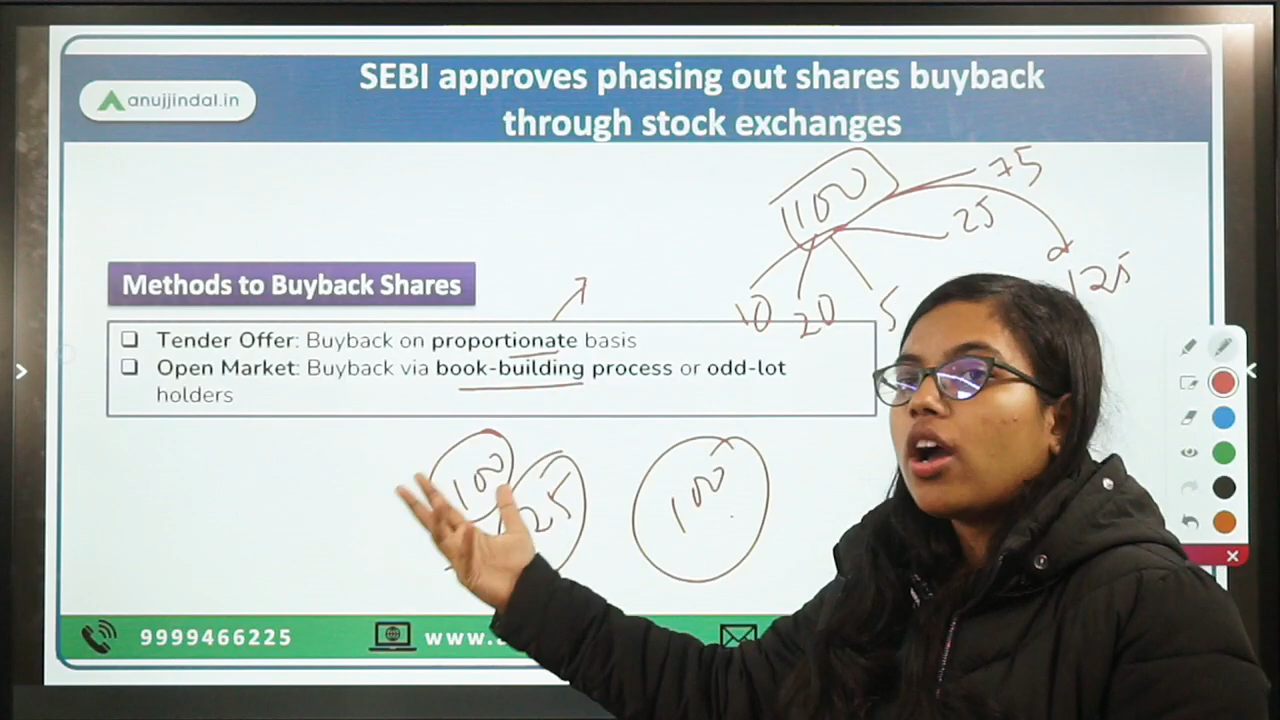 anujjindal.in
SEBI approves phasing out shares buyback
through stock exchanges
1100
75
25
125
10
20
5
Methods to Buyback Shares
Tender Offer: Buyback on proportionate basis
Open Market: Buyback via book-building process or odd-lot
holders
100
25
100
9999466225
www.